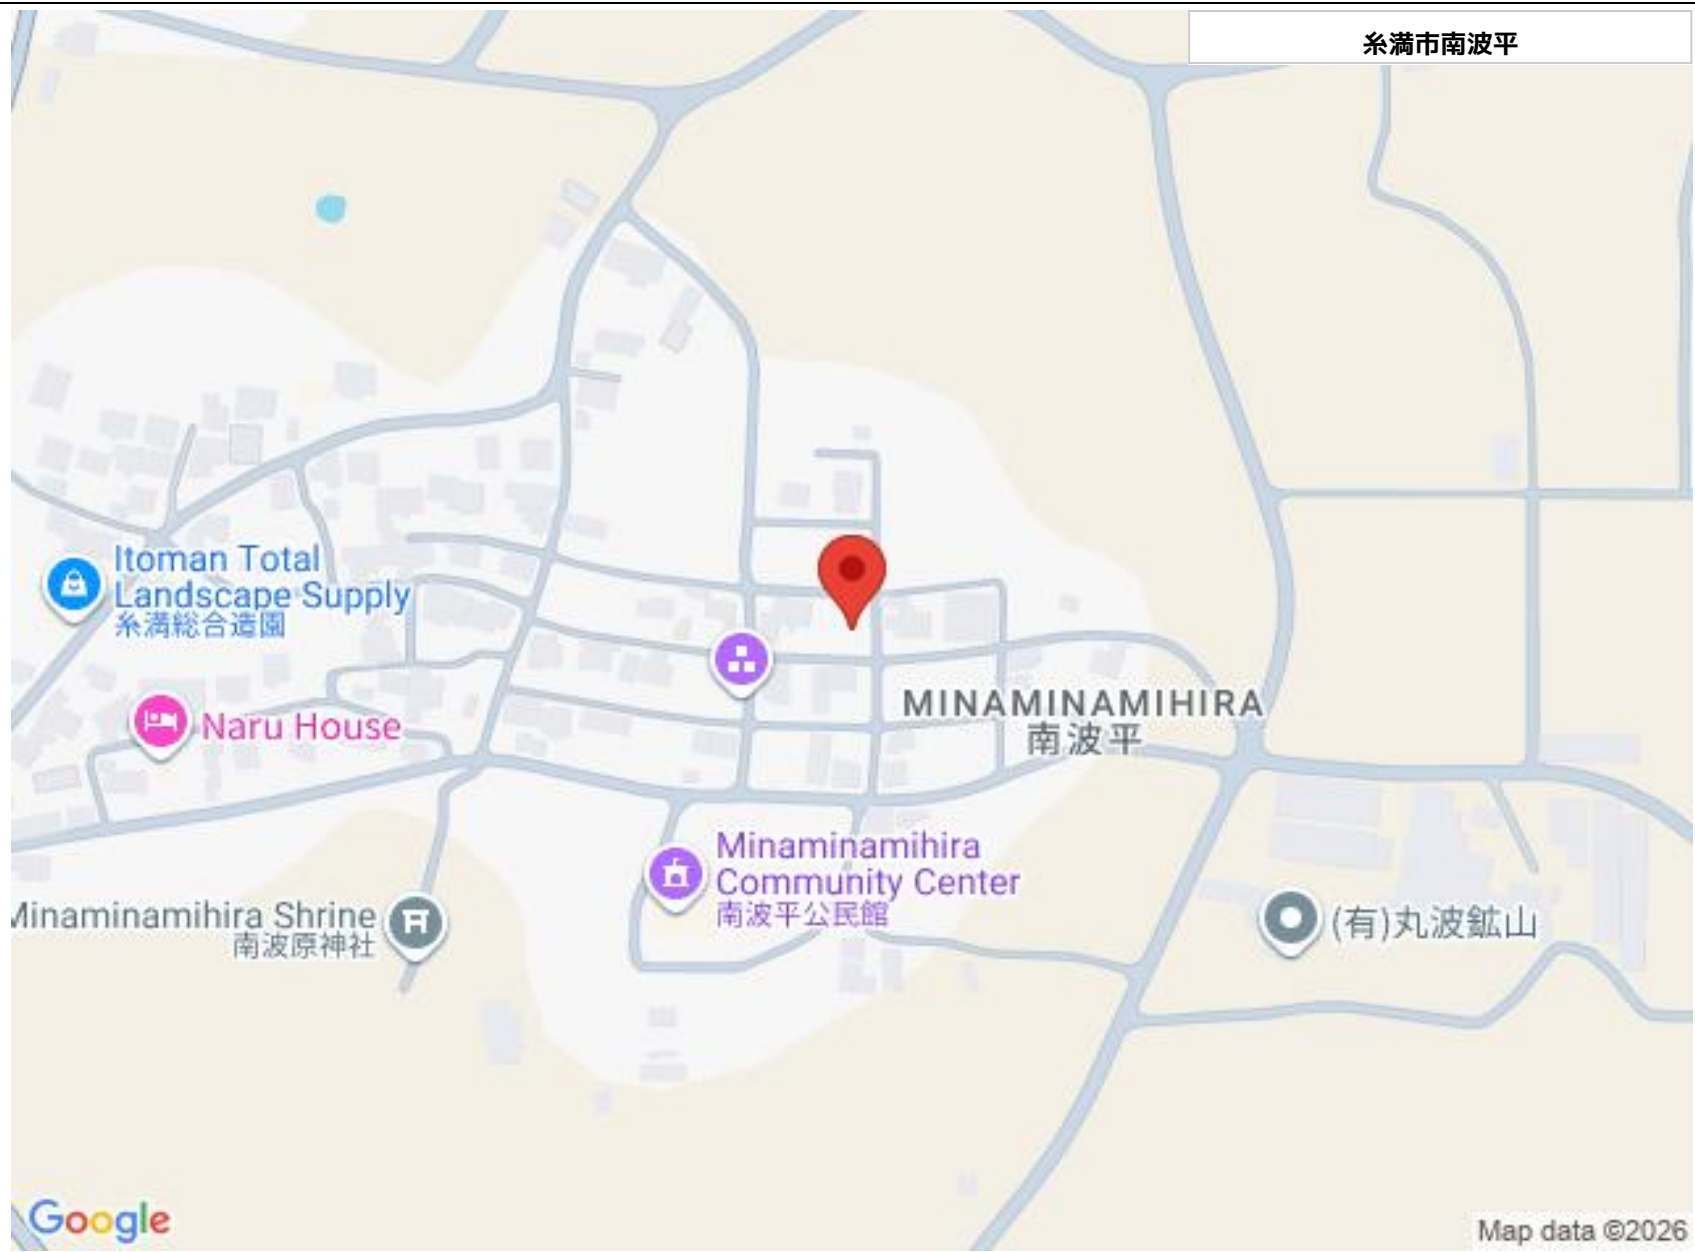 糸満市南波平
Itoman Total
Landscape Supply
糸満総合造園
Naru House
MINAMINAMIHIRA
南波平
Minaminamihira
Community Center
南波平公民館
Minaminamihira Shrine
南波原神社
(有)丸波鉱山
Google
Map data ©2026